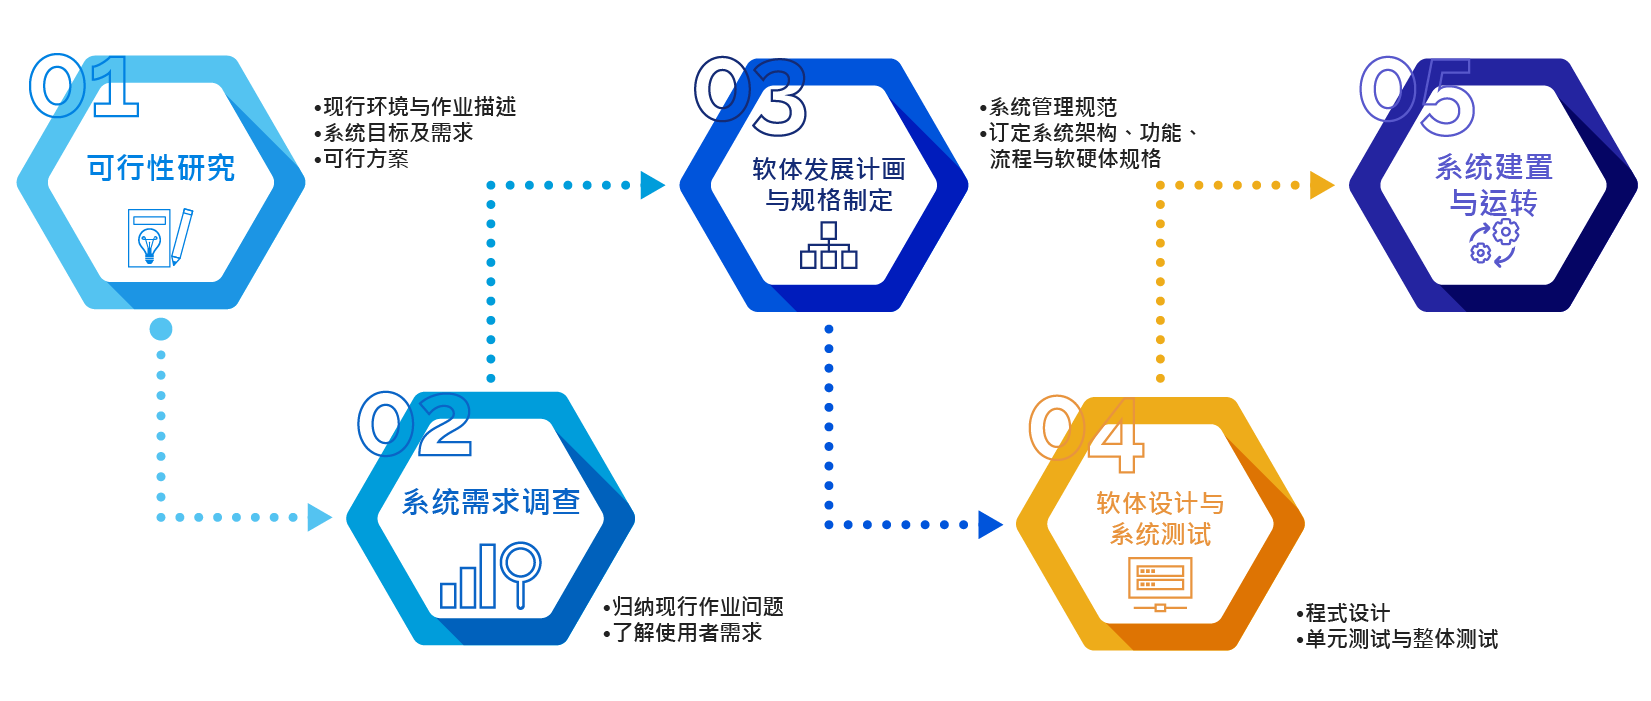 01
可行性研究
•现行环境与作业描述
•系统目标及需求
•可行方案
02
系统需求调查
•归纳现行作业问题
•了解使用者需求
03
软体发展计画
与规格制定
•系统管理规范
•订定系统架构、功能、
流程与软硬体规格
04
软体设计与
系统测试
•程式设计
•单元测试与整体测试
05
系统建置
与运转